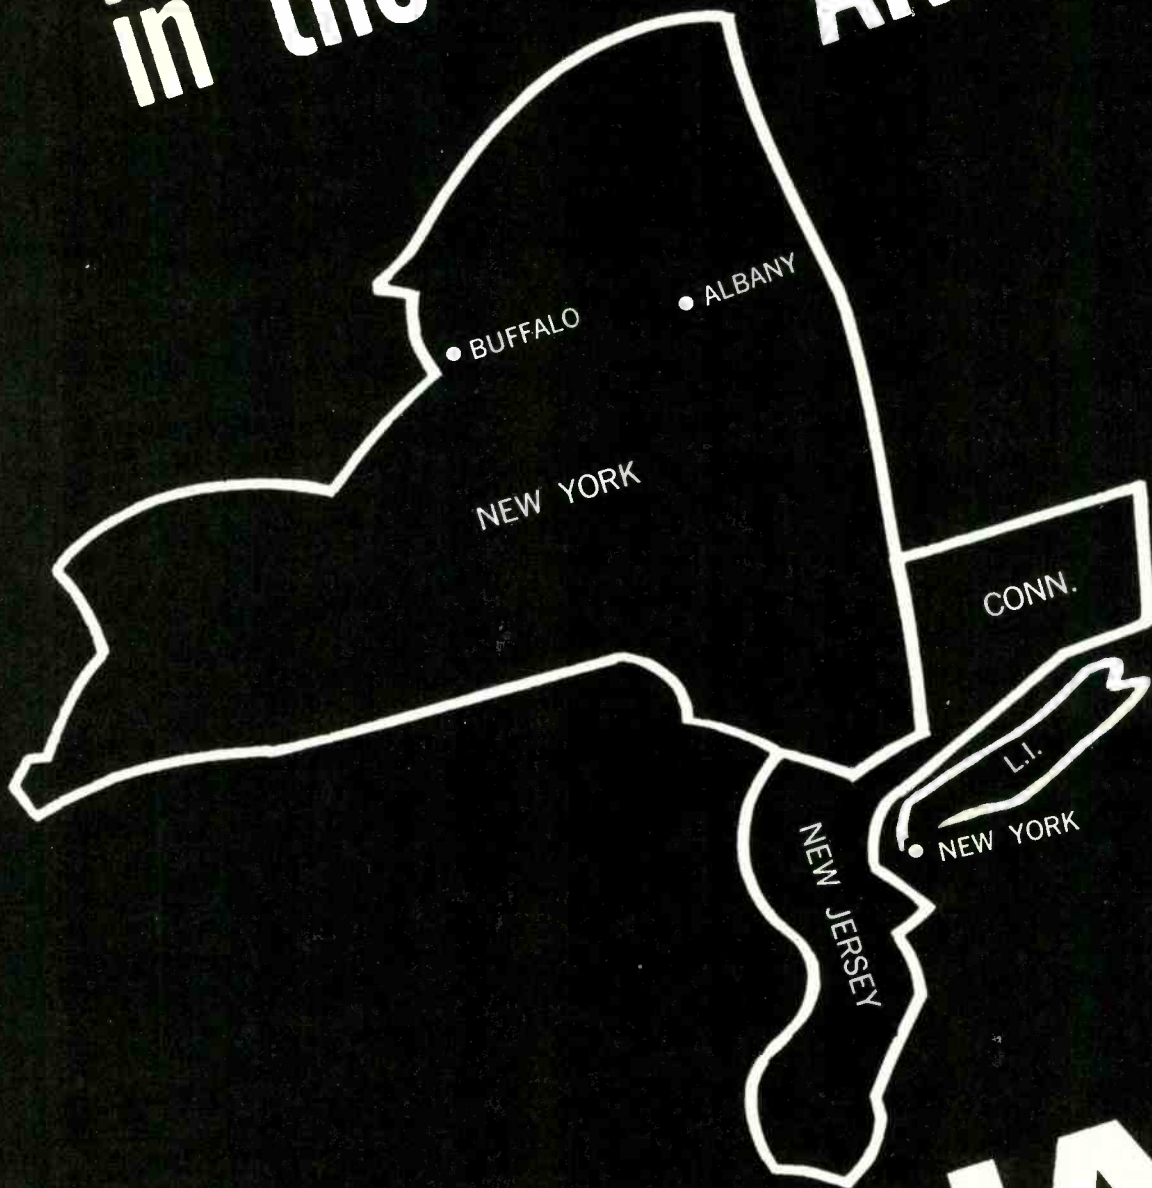 in the
ALBANY
BUFFALO
NEW YORK
CONN.
L.I.
NEW YORK
NEW JERSEY